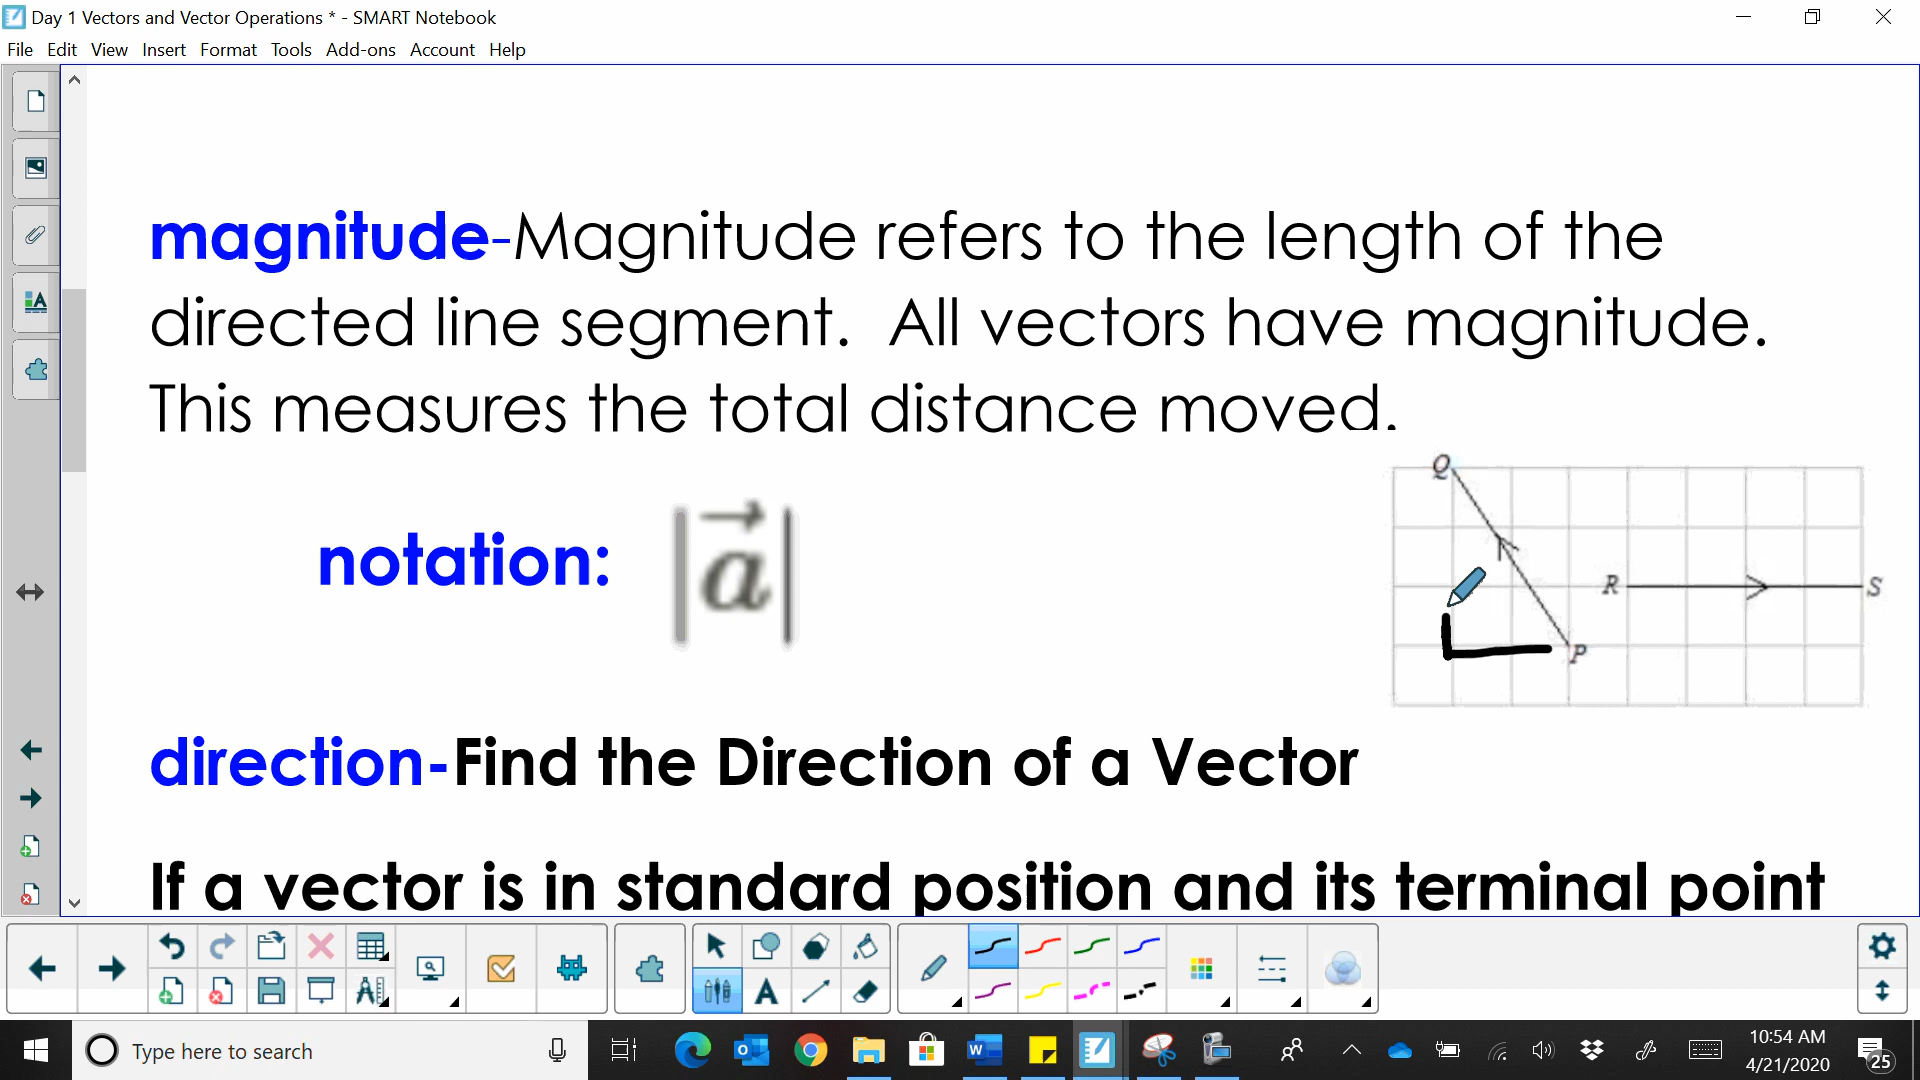 Day 1 Vectors and Vector Operations * - SMART Notebook
File Edit View Insert Format Tools Add-ons Account Help
magnitude-Magnitude refers to the length of the
directed line segment.  All vectors have magnitude.
This measures the total distance moved.
notation: |a⃗|
Q
R
S
P
direction-Find the Direction of a Vector
If a vector is in standard position and its terminal point
Type here to search
10:54 AM
4/21/2020
25